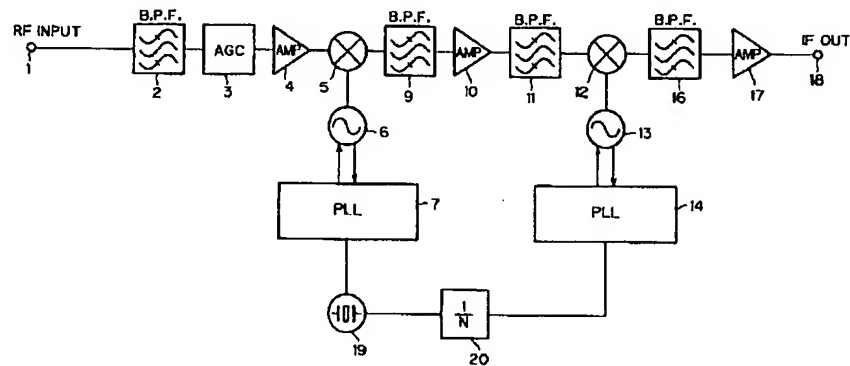 RF INPUT
1
B.P.F.
2
AGC
3
AMP
4
5
B.P.F.
9
AMP
10
B.P.F.
11
12
B.P.F.
16
AMP
17
IF OUT
18
6
13
PLL
7
PLL
14
19
1
N
20